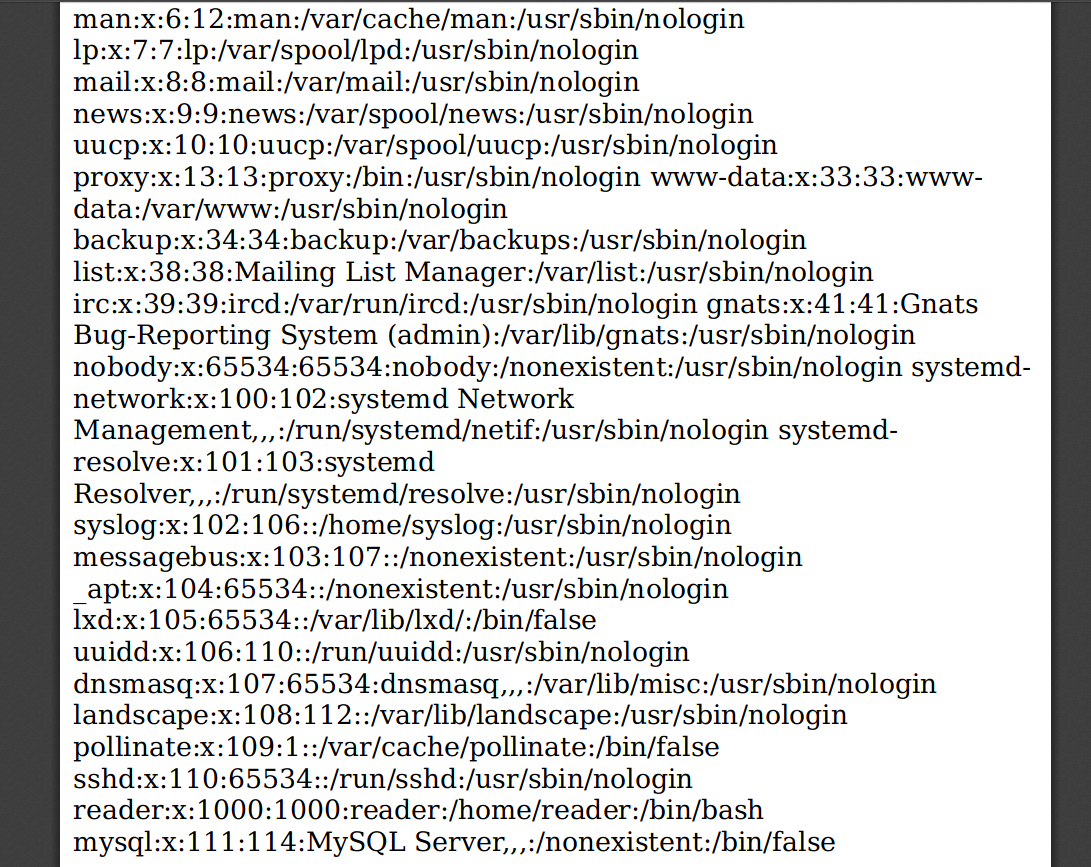 man:x:6:12:man:/var/cache/man:/usr/sbin/nologin
lp:x:7:7:lp:/var/spool/lpd:/usr/sbin/nologin
mail:x:8:8:mail:/var/mail:/usr/sbin/nologin
news:x:9:9:news:/var/spool/news:/usr/sbin/nologin
uucp:x:10:10:uucp:/var/spool/uucp:/usr/sbin/nologin
proxy:x:13:13:proxy:/bin:/usr/sbin/nologin www-data:x:33:33:www-
data:/var/www:/usr/sbin/nologin
backup:x:34:34:backup:/var/backups:/usr/sbin/nologin
list:x:38:38:Mailing List Manager:/var/list:/usr/sbin/nologin
irc:x:39:39:ircd:/var/run/ircd:/usr/sbin/nologin gnats:x:41:41:Gnats
Bug-Reporting System (admin):/var/lib/gnats:/usr/sbin/nologin
nobody:x:65534:65534:nobody:/nonexistent:/usr/sbin/nologin systemd-
network:x:100:102:systemd Network
Management,,,:/run/systemd/netif:/usr/sbin/nologin systemd-
resolve:x:101:103:systemd
Resolver,,,:/run/systemd/resolve:/usr/sbin/nologin
syslog:x:102:106::/home/syslog:/usr/sbin/nologin
messagebus:x:103:107::/nonexistent:/usr/sbin/nologin
_apt:x:104:65534::/nonexistent:/usr/sbin/nologin
lxd:x:105:65534::/var/lib/lxd/:/bin/false
uuidd:x:106:110::/run/uuidd:/usr/sbin/nologin
dnsmasq:x:107:65534:dnsmasq,,,:/var/lib/misc:/usr/sbin/nologin
landscape:x:108:112::/var/lib/landscape:/usr/sbin/nologin
pollinate:x:109:1::/var/cache/pollinate:/bin/false
sshd:x:110:65534::/run/sshd:/usr/sbin/nologin
reader:x:1000:1000:reader:/home/reader:/bin/bash
mysql:x:111:114:MySQL Server,,,:/nonexistent:/bin/false